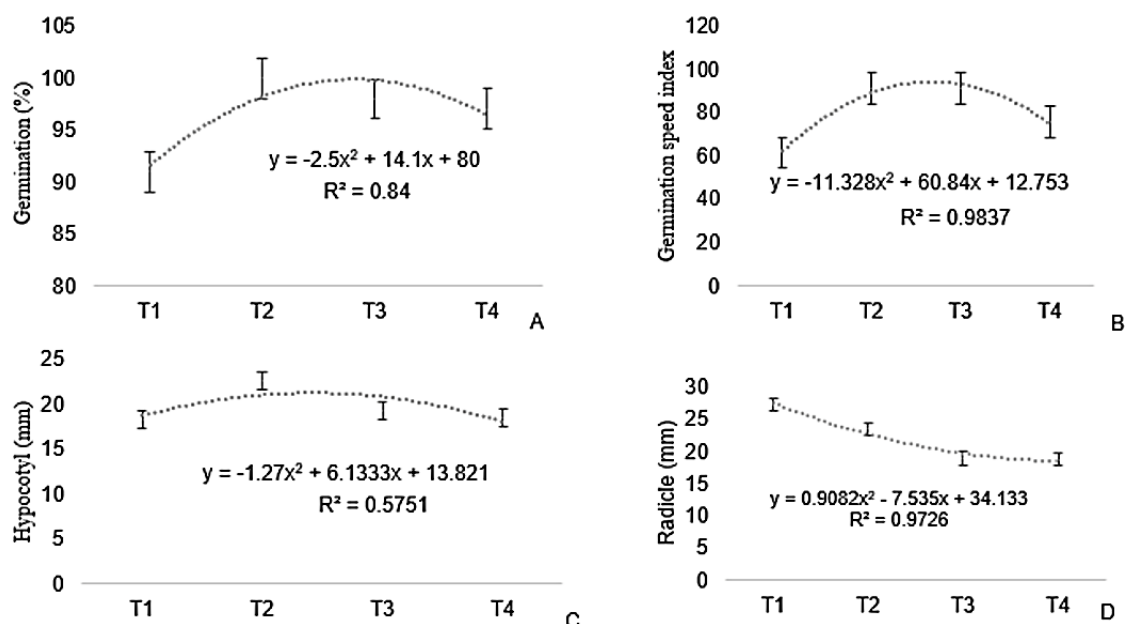 105
100
95
90
85
80
Germination (%)
y = -2.5x² + 14.1x + 80
R² = 0.84
T1 T2 T3 T4
A
120
100
80
60
40
20
0
Germination speed index
y = -11.328x² + 60.84x + 12.753
R² = 0.9837
T1 T2 T3 T4
B
25
20
15
10
5
0
Hypocotyl (mm)
y = -1.27x² + 6.1333x + 13.821
R² = 0.5751
T1 T2 T3 T4
C
30
25
20
15
10
5
0
Radicle (mm)
y = 0.9082x² - 7.535x + 34.133
R² = 0.9726
T1 T2 T3 T4
D